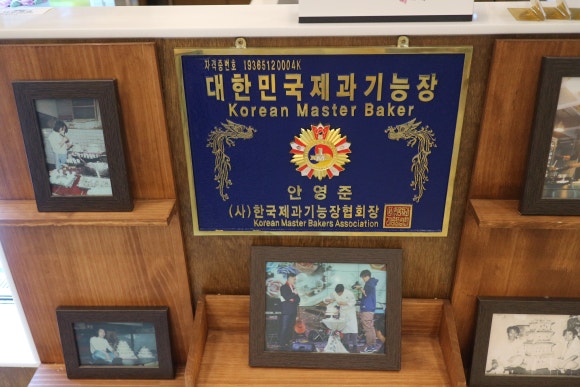 자격증번호 19365120004K
대한민국제과기능장
Korean Master Baker
안영준
(사)한국제과기능장협회장
Korean Master Bakers Association